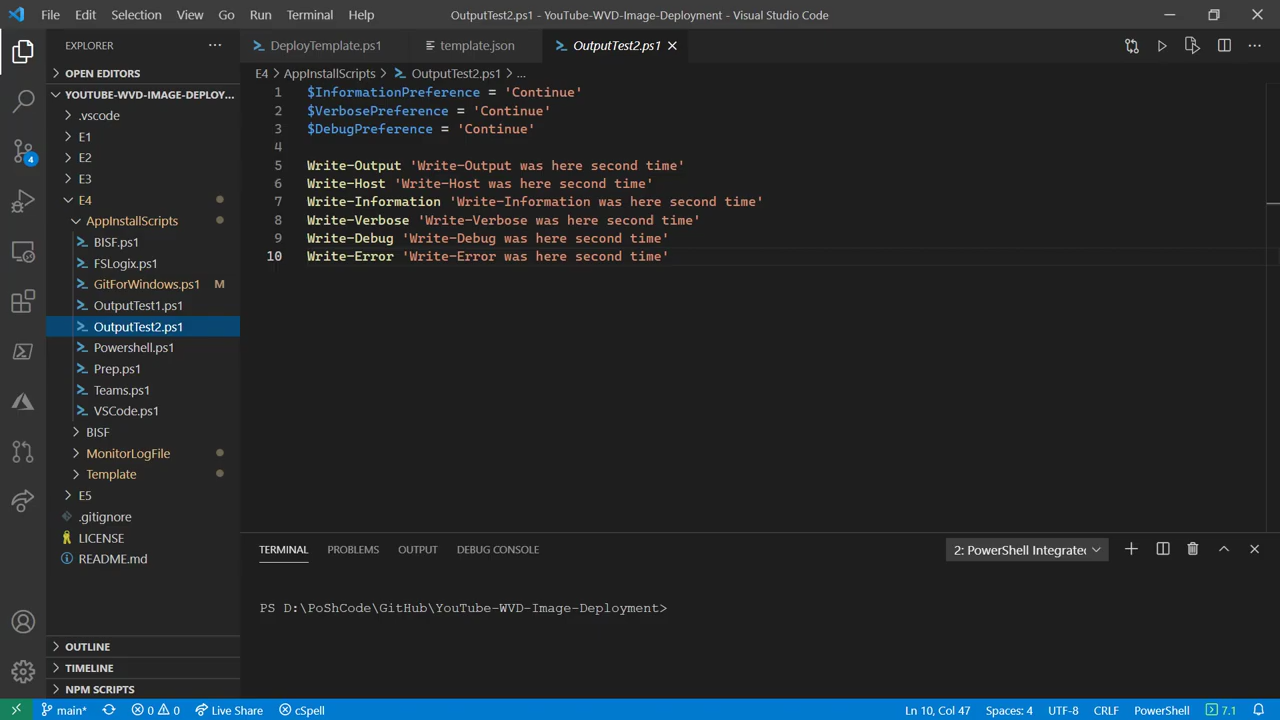 File Edit Selection View Go Run Terminal Help OutputTest2.ps1 - YouTube-WVD-Image-Deployment - Visual Studio Code
EXPLORER
OPEN EDITORS
YOUTUBE-WVD-IMAGE-DEPLOY...
.vscode
E1
E2
E3
E4
AppInstallScripts
BISF.ps1
FSLogix.ps1
GitForWindows.ps1 M
OutputTest1.ps1
OutputTest2.ps1
Powershell.ps1
Prep.ps1
Teams.ps1
VSCode.ps1
BISF
MonitorLogFile
Template
E5
.gitignore
LICENSE
README.md
OUTLINE
TIMELINE
NPM SCRIPTS
4
DeployTemplate.ps1 template.json OutputTest2.ps1
E4 > AppInstallScripts > OutputTest2.ps1 > ...
1 $InformationPreference = 'Continue'
2 $VerbosePreference = 'Continue'
3 $DebugPreference = 'Continue'
4
5 Write-Output 'Write-Output was here second time'
6 Write-Host 'Write-Host was here second time'
7 Write-Information 'Write-Information was here second time'
8 Write-Verbose 'Write-Verbose was here second time'
9 Write-Debug 'Write-Debug was here second time'
10 Write-Error 'Write-Error was here second time'
TERMINAL PROBLEMS OUTPUT DEBUG CONSOLE 2: PowerShell Integrated
PS D:\PoShCode\GitHub\YouTube-WVD-Image-Deployment>
main* 0 0 Live Share cSpell Ln 10, Col 47 Spaces: 4 UTF-8 CRLF PowerShell 7.1